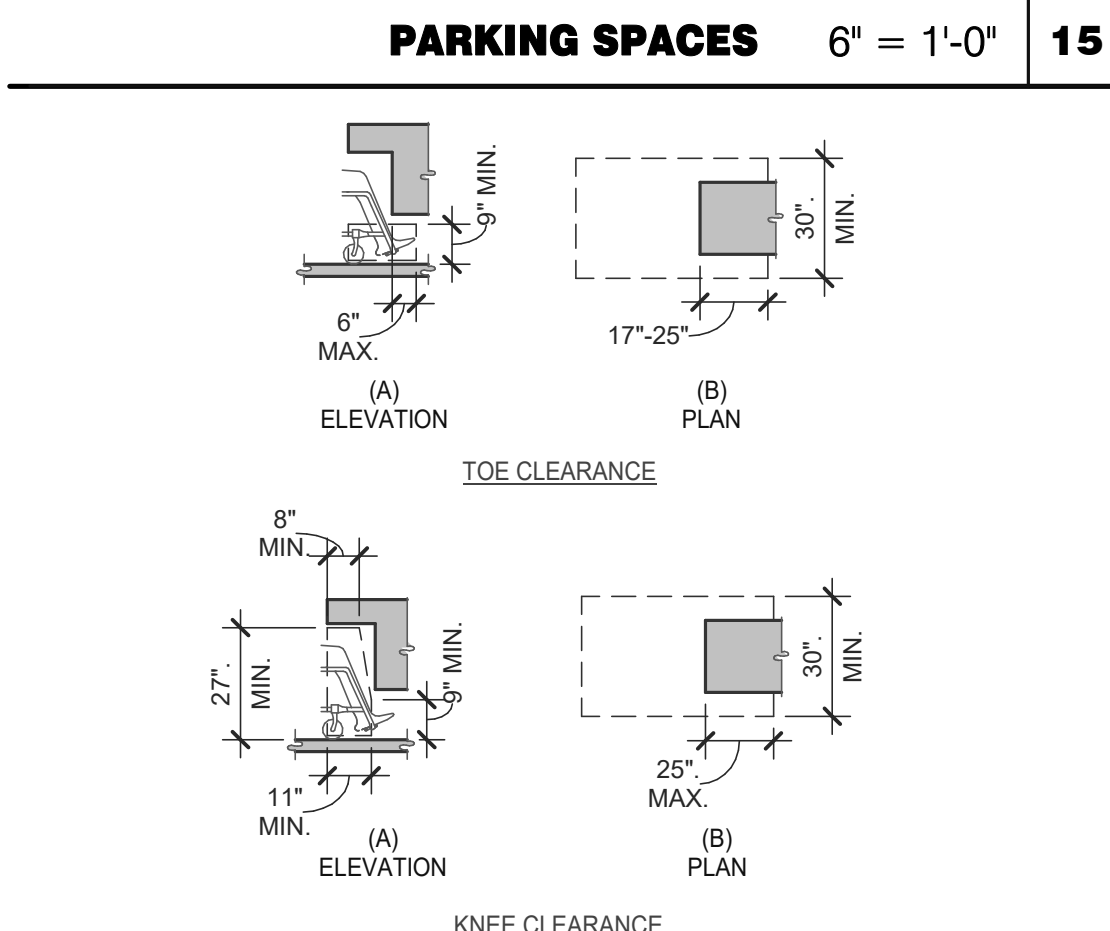 PARKING SPACES 6" = 1'-0" 15
9" MIN.
6"
MAX.
(A)
ELEVATION
30".
MIN.
17"-25"
(B)
PLAN
TOE CLEARANCE
8"
MIN.
27".
MIN.
9" MIN.
11"
MIN.
(A)
ELEVATION
30".
MIN.
25".
MAX.
(B)
PLAN
KNEE CLEARANCE